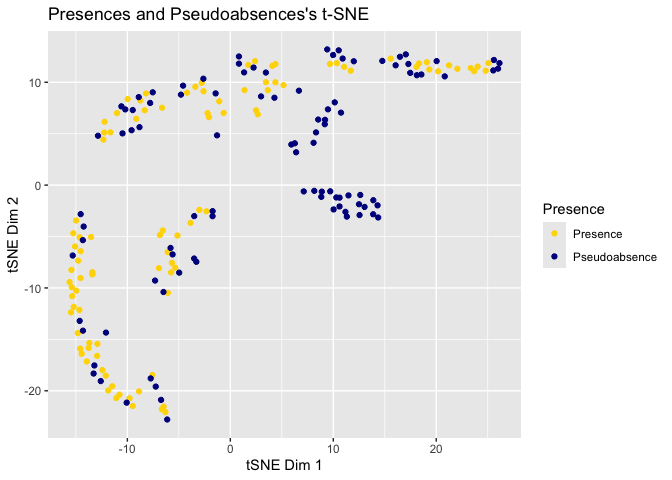 Presences and Pseudoabsences's t-SNE
10
0
-10
-20
tSNE Dim 2
-10 0 10 20
tSNE Dim 1
Presence
Presence
Pseudoabsence